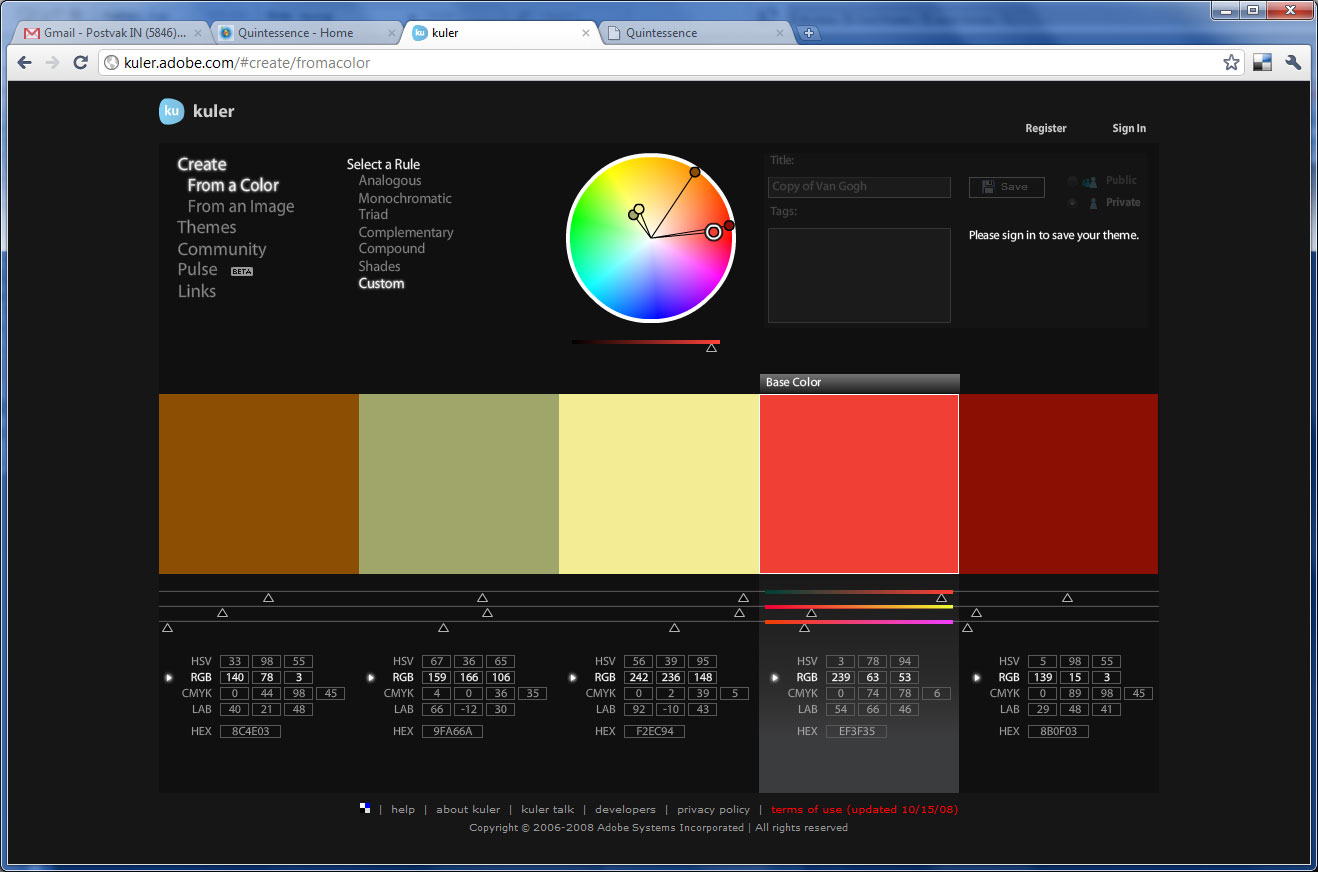 Gmail - Postvak IN (5846)...
Quintessence - Home
kuler
Quintessence
kuler.adobe.com/#create/fromacolor
ku kuler
Register Sign In
Create
From a Color
From an Image
Themes
Community
Pulse BETA
Links
Select a Rule
Analogous
Monochromatic
Triad
Complementary
Compound
Shades
Custom
Title:
Copy of Van Gogh
Tags:
Save
Public
Private
Please sign in to save your theme.
Base Color
HSV 33 98 55
RGB 140 78 3
CMYK 0 44 98 45
LAB 40 21 48
HEX 8C4E03
HSV 67 36 65
RGB 159 166 106
CMYK 4 0 36 35
LAB 66 -12 30
HEX 9FA66A
HSV 56 39 95
RGB 242 236 148
CMYK 0 2 39 5
LAB 92 -10 43
HEX F2EC94
HSV 3 78 94
RGB 239 63 53
CMYK 0 74 78 6
LAB 54 66 46
HEX EF3F35
HSV 5 98 55
RGB 139 15 3
CMYK 0 89 98 45
LAB 29 48 41
HEX 8B0F03
| help | about kuler | kuler talk | developers | privacy policy | terms of use (updated 10/15/08)
Copyright © 2006-2008 Adobe Systems Incorporated | All rights reserved